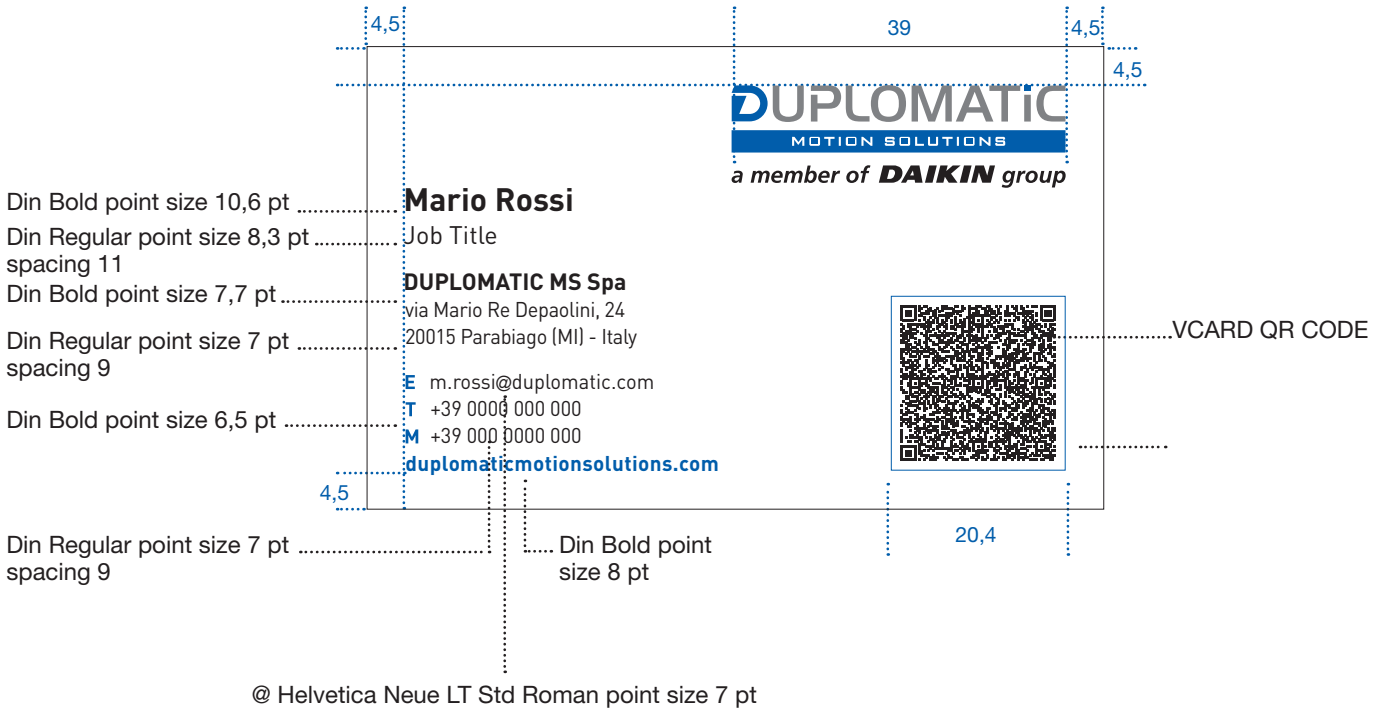 4,5
39
4,5
4,5
DUPLOMATiC
MOTION SOLUTIONS
a member of DAIKIN group
Din Bold point size 10,6 pt
Mario Rossi
Din Regular point size 8,3 pt
spacing 11
Job Title
Din Bold point size 7,7 pt
DUPLOMATIC MS Spa
via Mario Re Depaolini, 24
20015 Parabiago (MI) - Italy
Din Regular point size 7 pt
spacing 9
VCARD QR CODE
E m.rossi@duplomatic.com
T +39 0000 000 000
Din Bold point size 6,5 pt
M +39 000 0000 000
duplomaticmotionsolutions.com
4,5
20,4
Din Regular point size 7 pt
spacing 9
Din Bold point
size 8 pt
@ Helvetica Neue LT Std Roman point size 7 pt